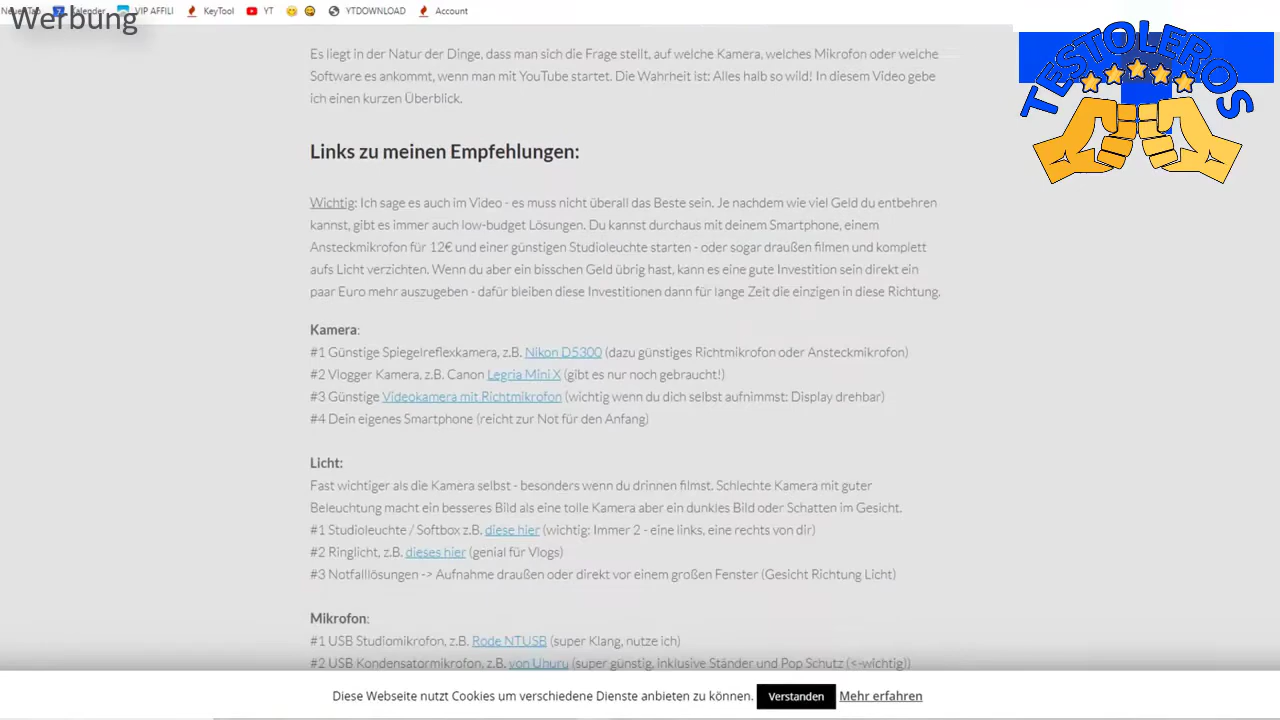 Werbung
Kalender
VIP AFFILI
KeyTool
YT
YTDOWNLOAD
Account
TESTOLEROS
Es liegt in der Natur der Dinge, dass man sich die Frage stellt, auf welche Kamera, welches Mikrofon oder welche
Software es ankommt, wenn man mit YouTube startet. Die Wahrheit ist: Alles halb so wild! In diesem Video gebe
ich einen kurzen Überblick.
Links zu meinen Empfehlungen:
Wichtig: Ich sage es auch im Video - es muss nicht überall das Beste sein. Je nachdem wie viel Geld du entbehren
kannst, gibt es immer auch low-budget Lösungen. Du kannst durchaus mit deinem Smartphone, einem
Ansteckmikrofon für 12€ und einer günstigen Studioleuchte starten - oder sogar draußen filmen und komplett
aufs Licht verzichten. Wenn du aber ein bisschen Geld übrig hast, kann es eine gute Investition sein direkt ein
paar Euro mehr auszugeben - dafür bleiben diese Investitionen dann für lange Zeit die einzigen in diese Richtung.
Kamera:
#1 Günstige Spiegelreflexkamera, z.B. Nikon D5300 (dazu günstiges Richtmikrofon oder Ansteckmikrofon)
#2 Vlogger Kamera, z.B. Canon Legria Mini X (gibt es nur noch gebraucht!)
#3 Günstige Videokamera mit Richtmikrofon (wichtig wenn du dich selbst aufnimmst: Display drehbar)
#4 Dein eigenes Smartphone (reicht zur Not für den Anfang)
Licht:
Fast wichtiger als die Kamera selbst - besonders wenn du drinnen filmst. Schlechte Kamera mit guter
Beleuchtung macht ein besseres Bild als eine tolle Kamera aber ein dunkles Bild oder Schatten im Gesicht.
#1 Studioleuchte / Softbox z.B. diese hier (wichtig: Immer 2 - eine links, eine rechts von dir)
#2 Ringlicht, z.B. dieses hier (genial für Vlogs)
#3 Notfalllösungen -> Aufnahme draußen oder direkt vor einem großen Fenster (Gesicht Richtung Licht)
Mikrofon:
#1 USB Studiomikrofon, z.B. Rode NTUSB (super Klang, nutze ich)
#2 USB Kondensatormikrofon, z.B. von Uhuru (super günstig, inklusive Ständer und Pop Schutz (<-wichtig))
Diese Webseite nutzt Cookies um verschiedene Dienste anbieten zu können. Verstanden Mehr erfahren